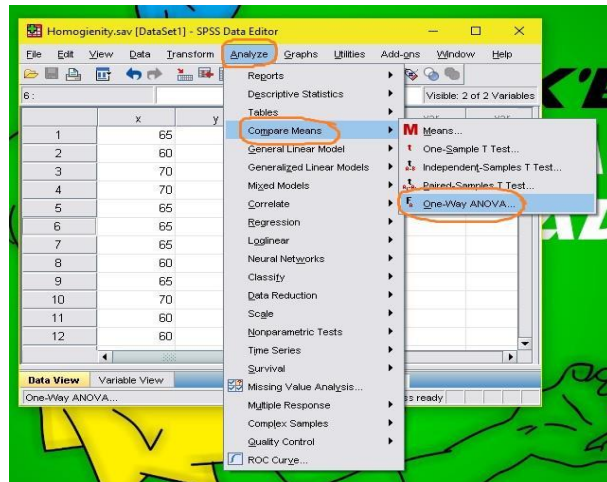 Homogienity.sav [DataSet1] - SPSS Data Editor
File Edit View Data Transform Analyze Graphs Utilities Add-ons Window Help
6 :
Visible: 2 of 2 Variables
x y var var
1 65
2 60
3 70
4 70
5 65
6 65
7 65
8 60
9 65
10 70
11 60
12 60
Reports
Descriptive Statistics
Tables
Compare Means
General Linear Model
Generalized Linear Models
Mixed Models
Correlate
Regression
Loglinear
Neural Networks
Classify
Data Reduction
Scale
Nonparametric Tests
Time Series
Survival
Missing Value Analysis...
Multiple Response
Complex Samples
Quality Control
ROC Curve...
M Means...
t One-Sample T Test...
Independent-Samples T Test...
Paired-Samples T Test...
One-Way ANOVA...
Data View Variable View
One-Way ANOVA...
ready